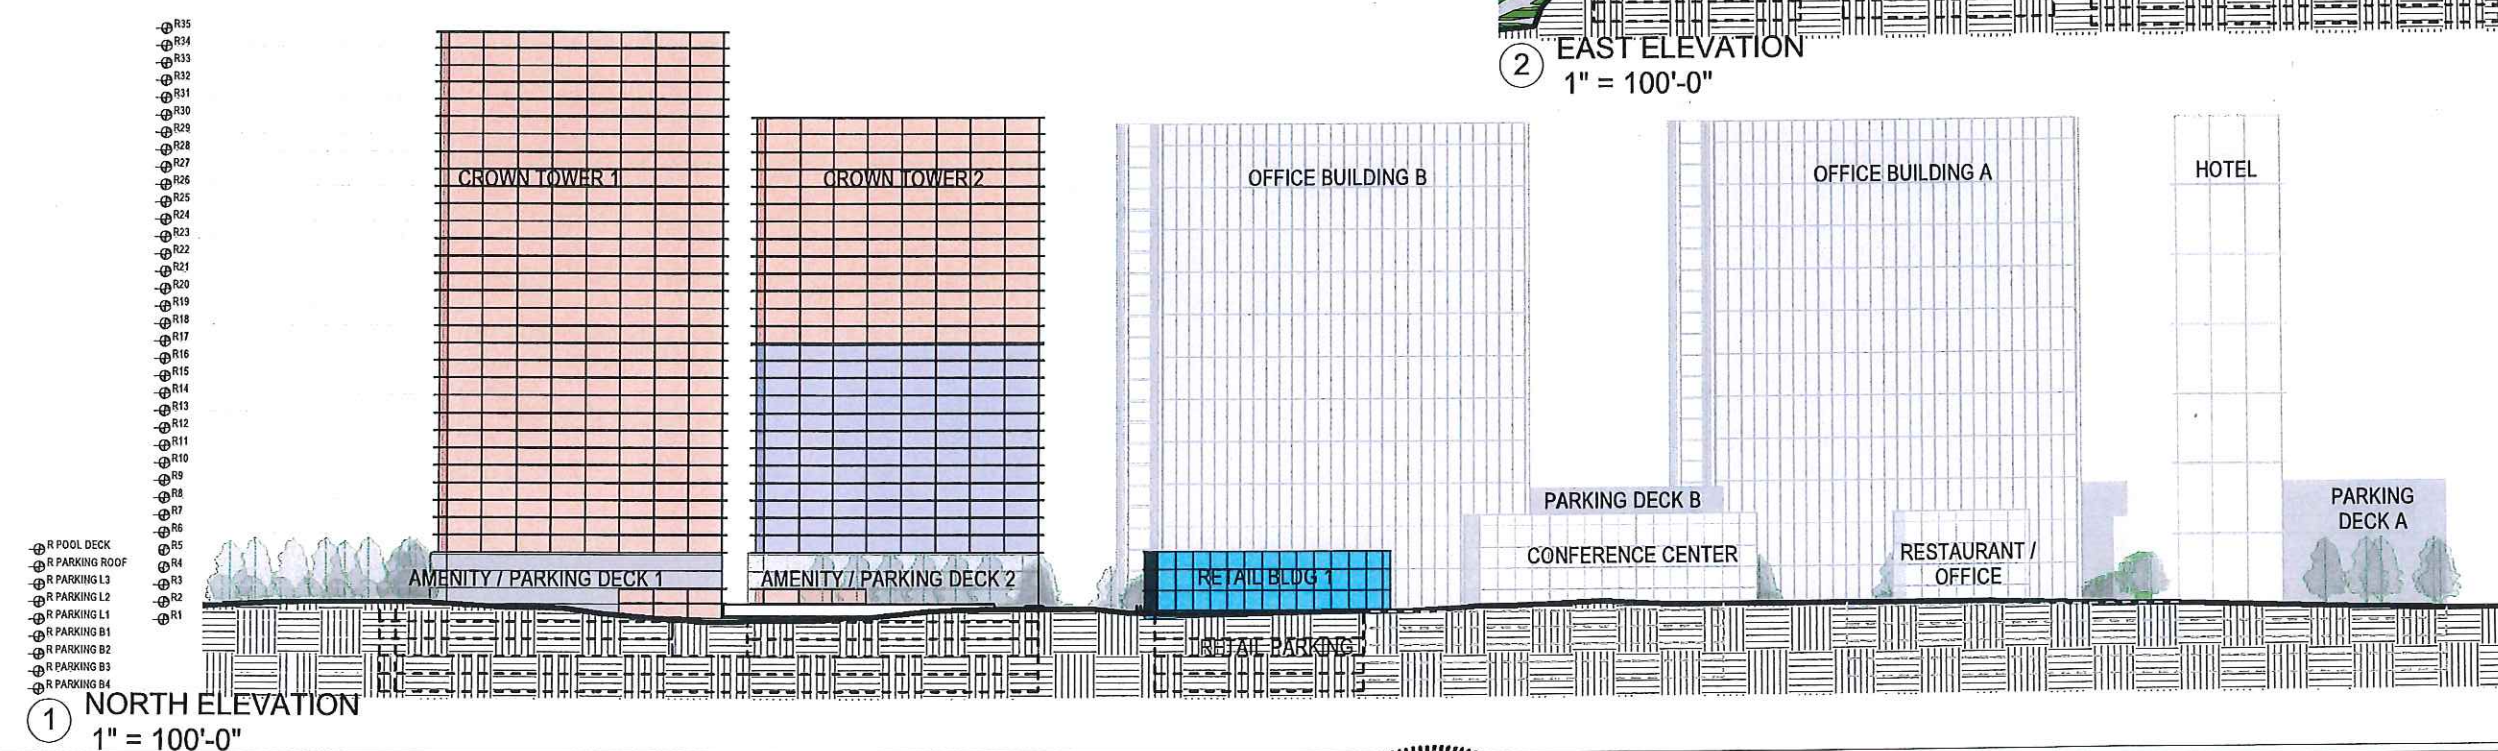 R35
R34
R33
R32
R31
R30
R29
R28
R27
R26
R25
R24
R23
R22
R21
R20
R19
R18
R17
R16
R15
R14
R13
R12
R11
R10
R9
R8
R7
R6
R5
R4
R3
R2
R1
R POOL DECK
R PARKING ROOF
R PARKING L3
R PARKING L2
R PARKING L1
R PARKING B1
R PARKING B2
R PARKING B3
R PARKING B4
CROWN TOWER 1
CROWN TOWER 2
OFFICE BUILDING B
OFFICE BUILDING A
HOTEL
AMENITY / PARKING DECK 1
AMENITY / PARKING DECK 2
RETAIL BLDG 1
RETAIL PARKING
PARKING DECK B
CONFERENCE CENTER
RESTAURANT /
OFFICE
PARKING
DECK A
2 EAST ELEVATION
1" = 100'-0"
1 NORTH ELEVATION
1" = 100'-0"